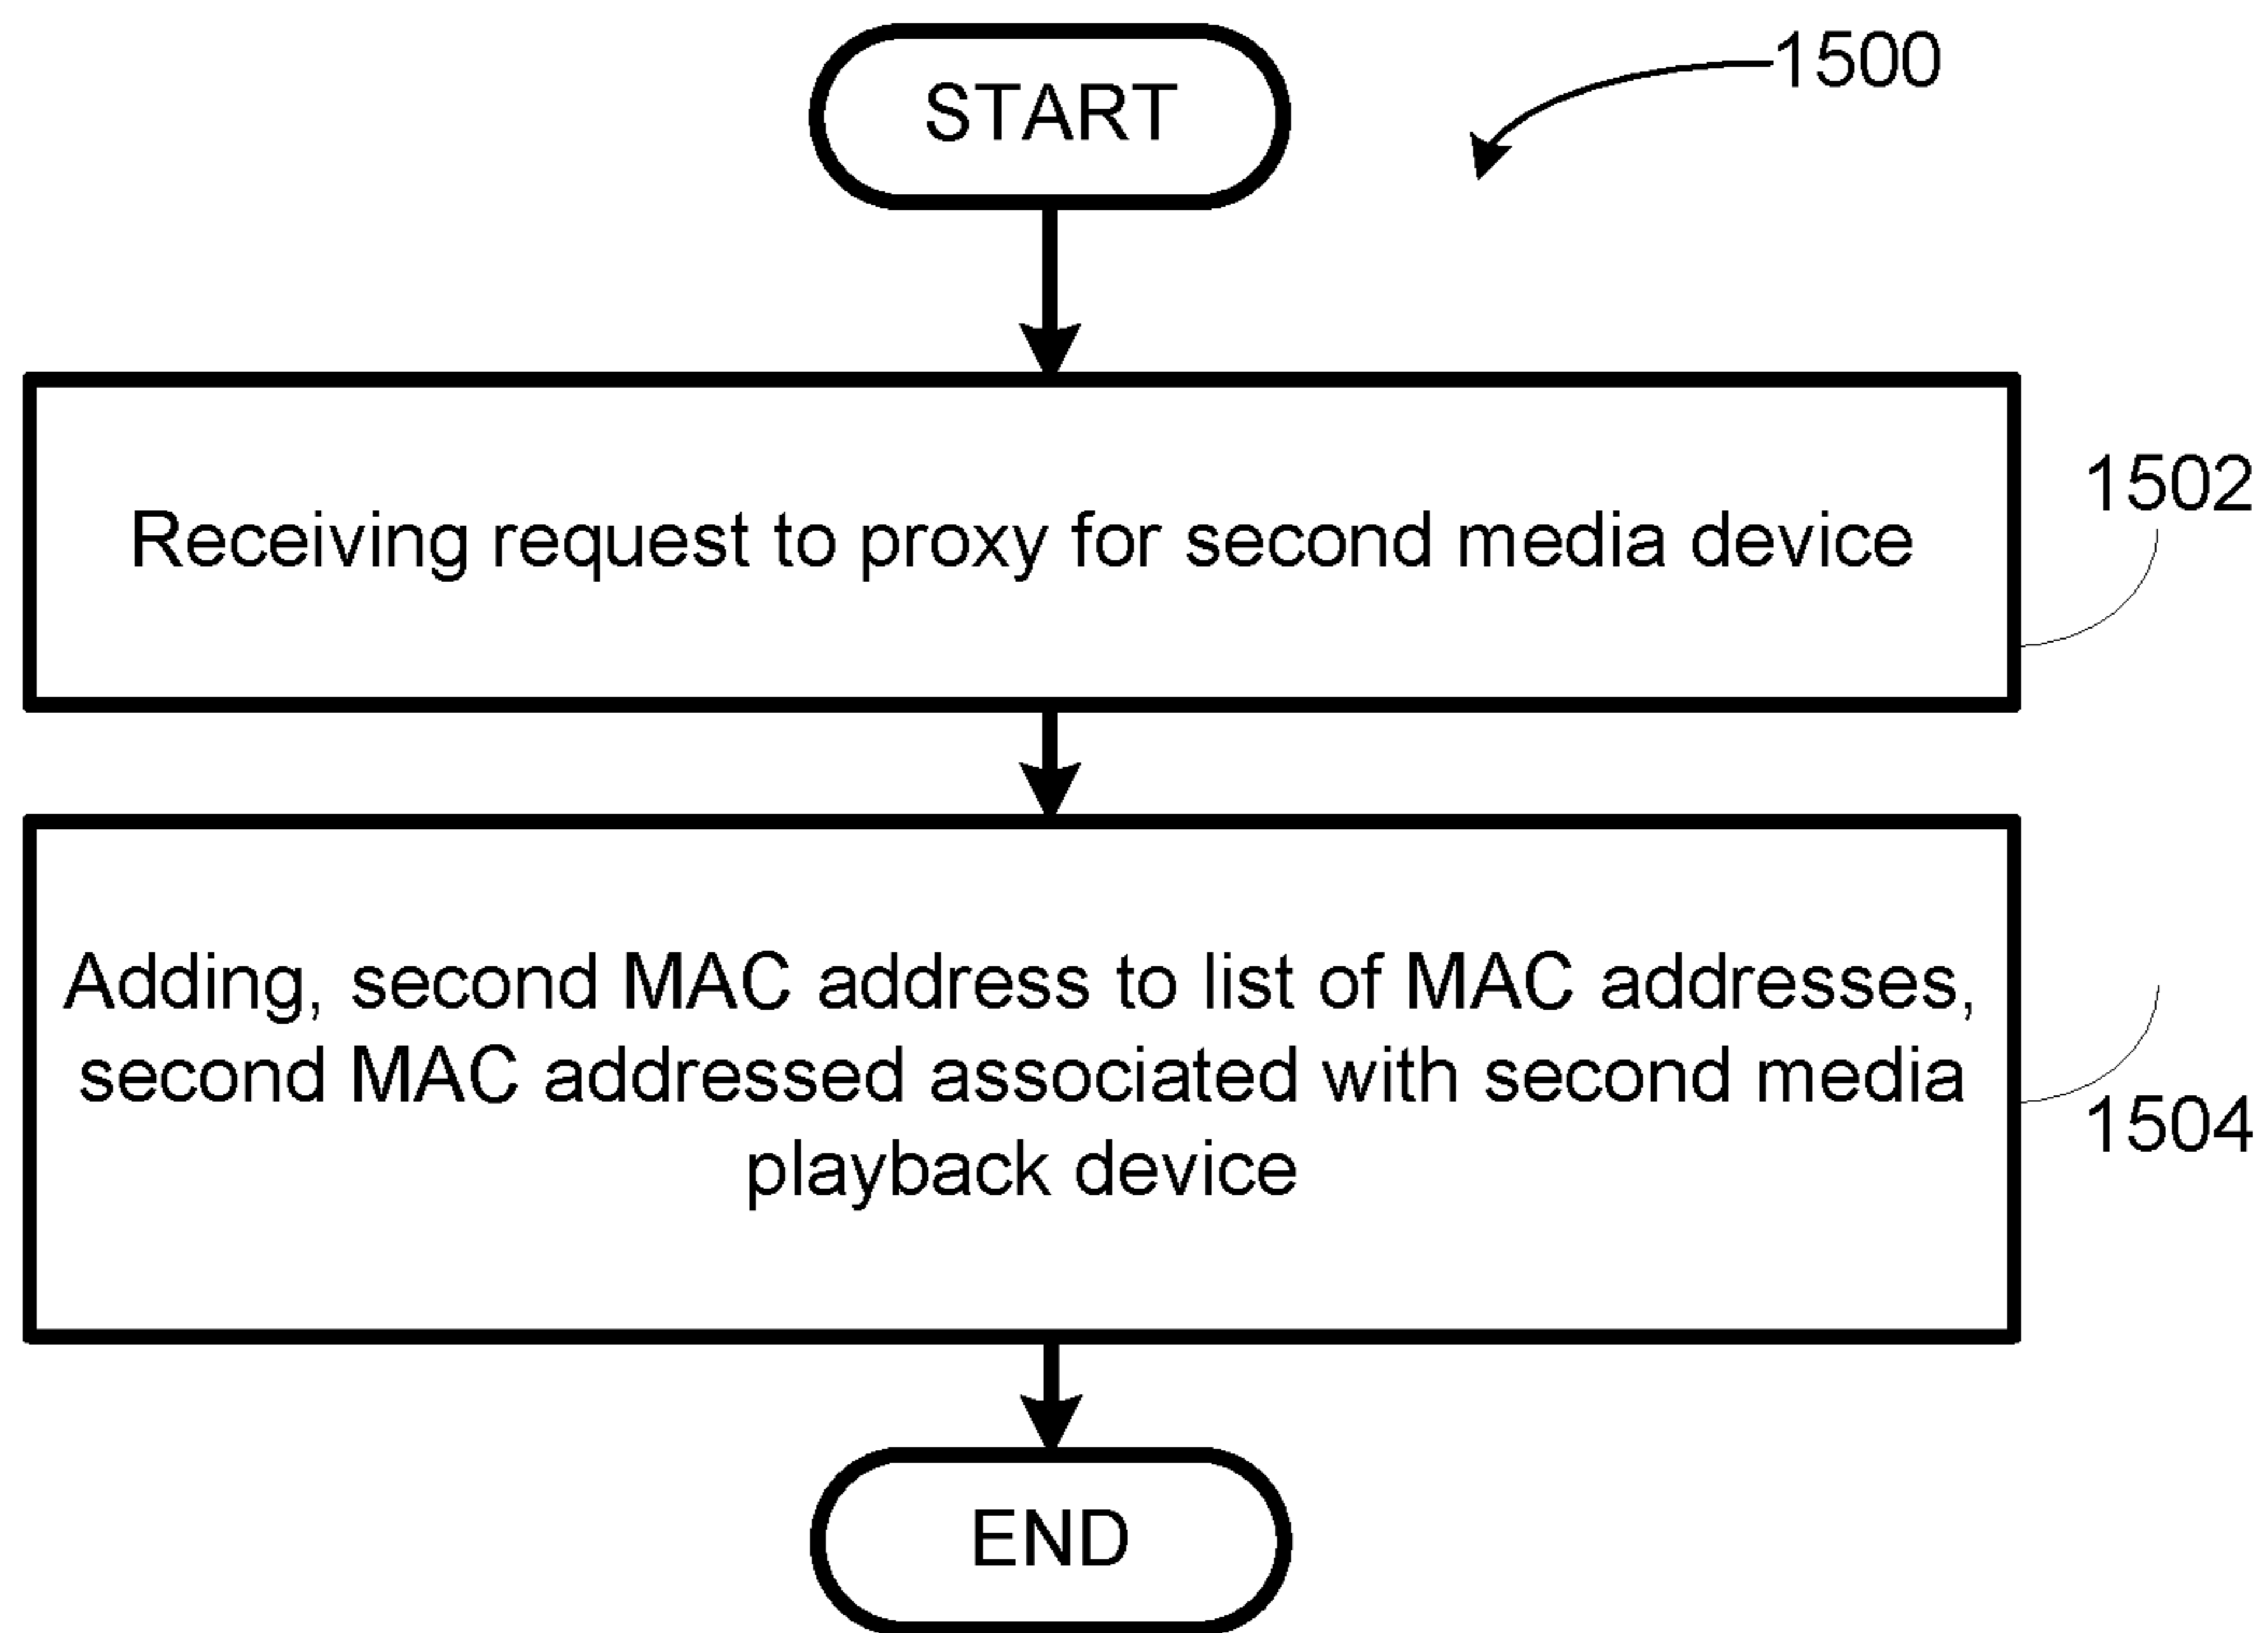 START
1500
Receiving request to proxy for second media device
1502
Adding, second MAC address to list of MAC addresses,
second MAC addressed associated with second media
playback device
1504
END